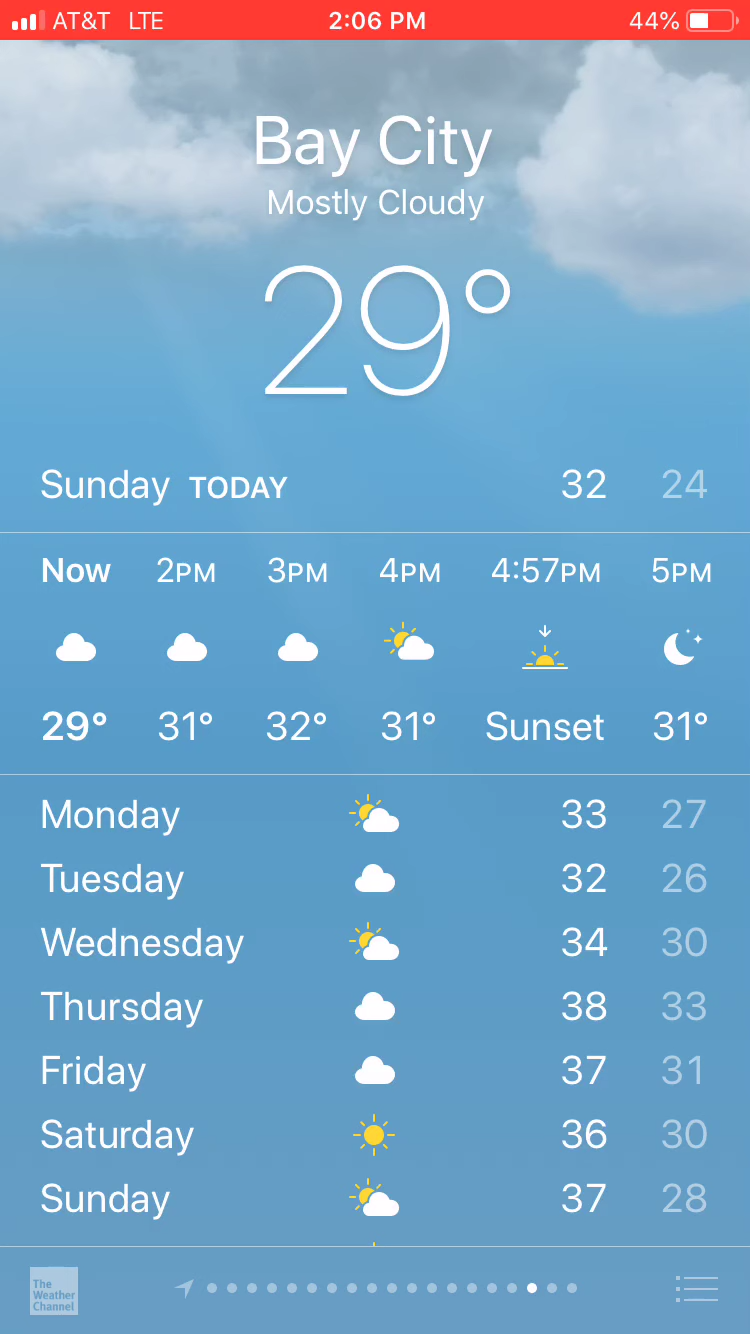 AT&T LTE 2:06 PM 44%
Bay City
Mostly Cloudy
29°
Sunday TODAY 32 24
Now 2PM 3PM 4PM 4:57PM 5PM
29° 31° 32° 31° Sunset 31°
Monday 33 27
Tuesday 32 26
Wednesday 34 30
Thursday 38 33
Friday 37 31
Saturday 36 30
Sunday 37 28
The
Weather
Channel